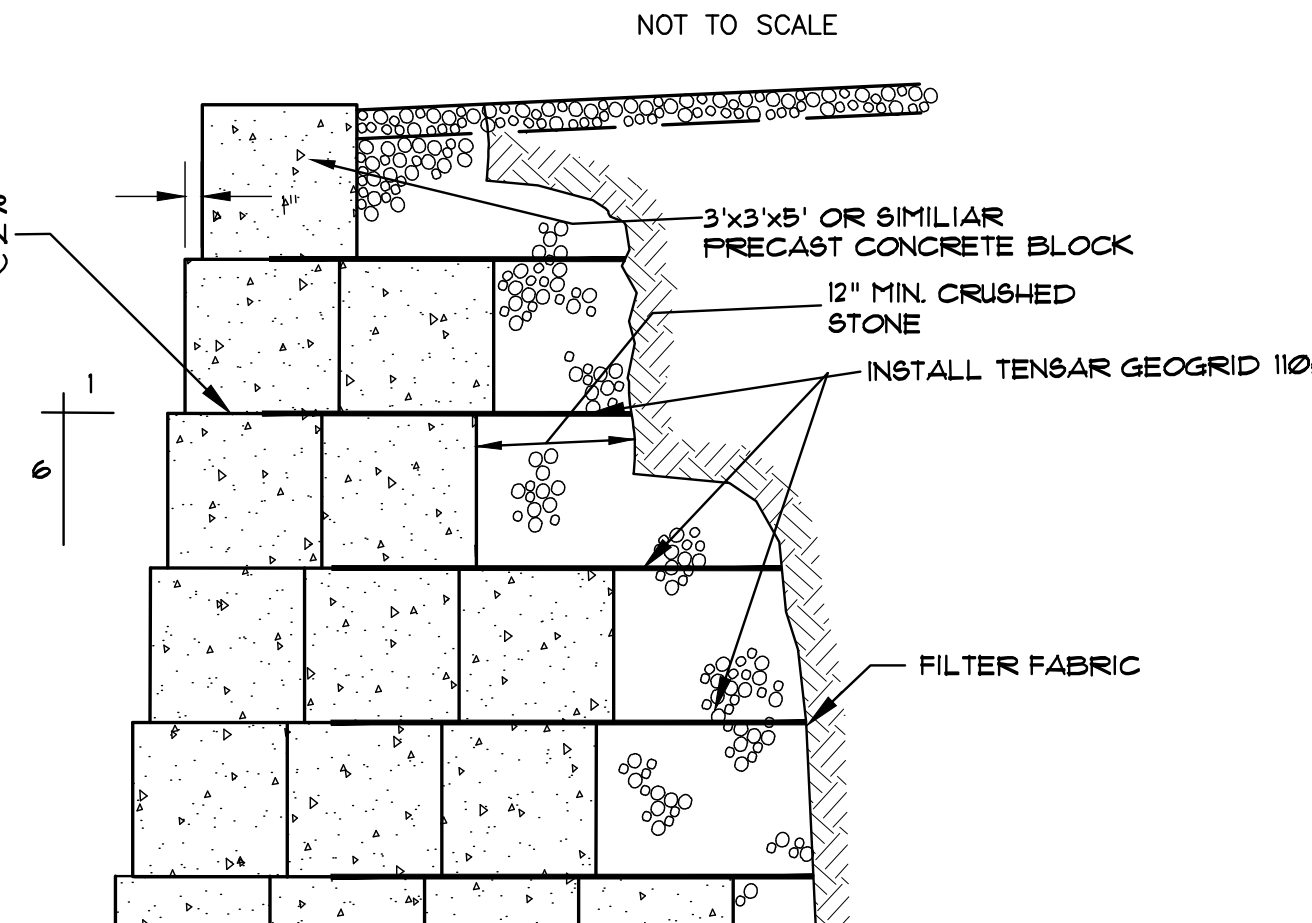 NOT TO SCALE
3'x3'x5' OR SIMILIAR
PRECAST CONCRETE BLOCK
12" MIN. CRUSHED
STONE
INSTALL TENSAR GEOGRID
1
6
FILTER FABRIC